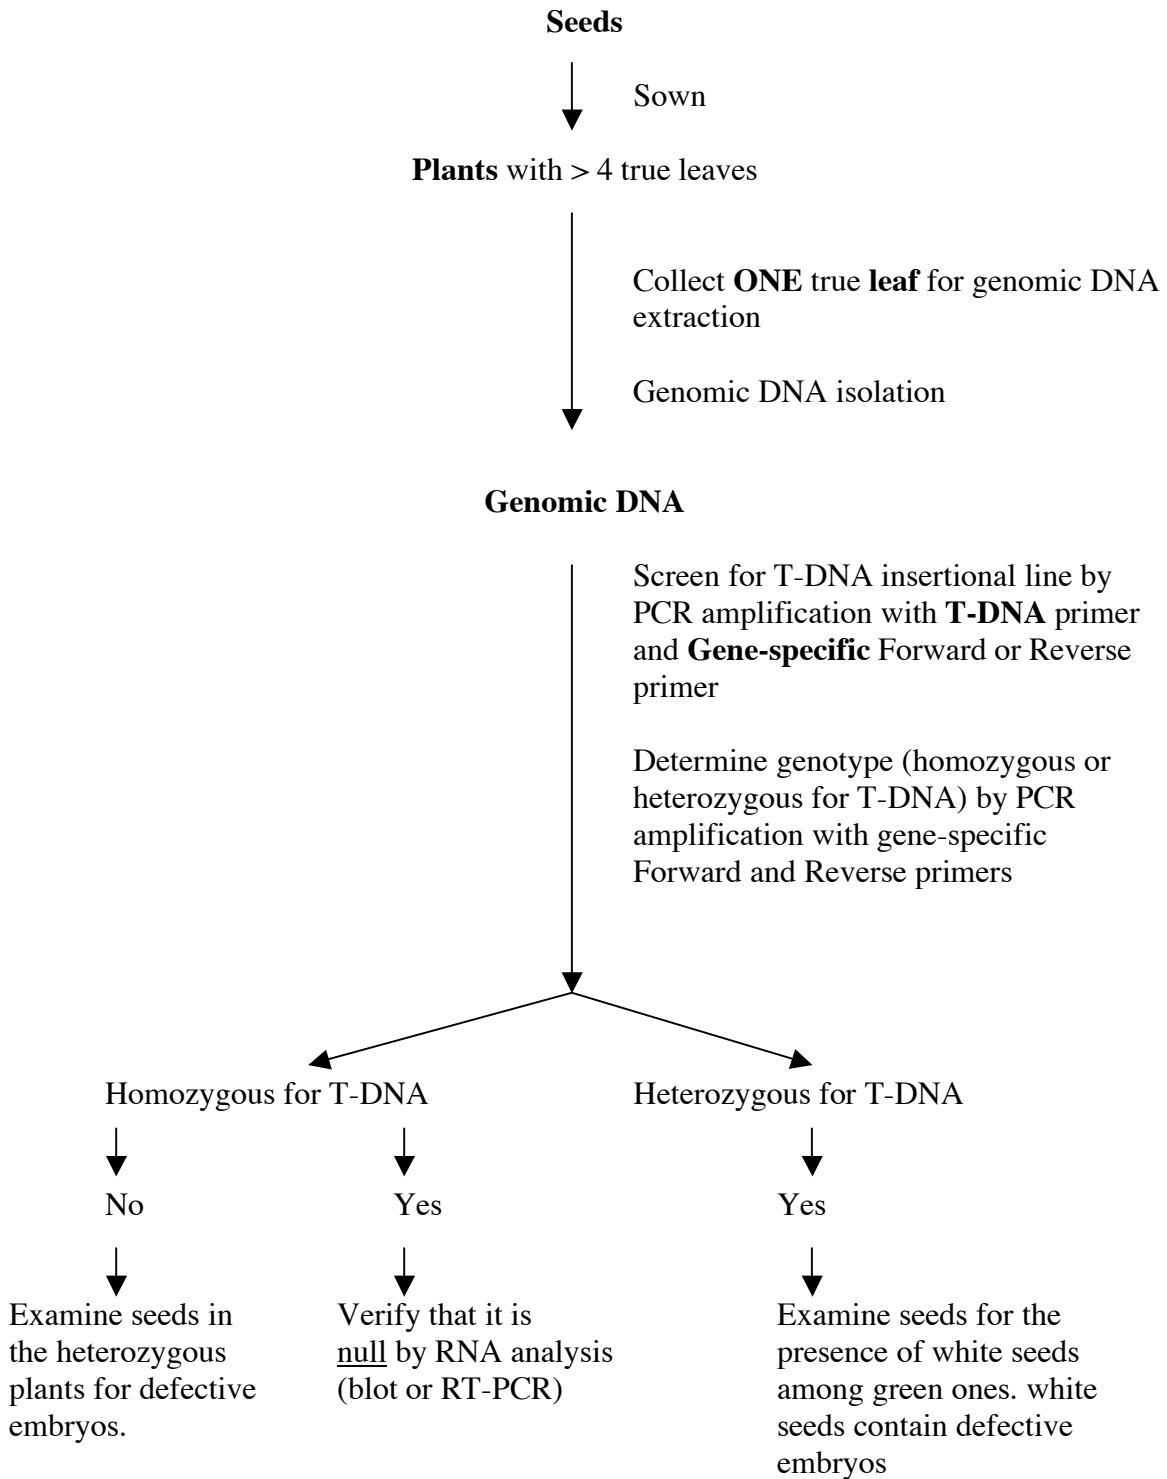 Seeds
Sown
Plants with > 4 true leaves
Collect ONE true leaf for genomic DNA
extraction
Genomic DNA isolation
Genomic DNA
Screen for T-DNA insertional line by
PCR amplification with T-DNA primer
and Gene-specific Forward or Reverse
primer
Determine genotype (homozygous or
heterozygous for T-DNA) by PCR
amplification with gene-specific
Forward and Reverse primers
Homozygous for T-DNA
Heterozygous for T-DNA
No
Yes
Yes
Examine seeds in
the heterozygous
plants for defective
embryos.
Verify that it is
null by RNA analysis
(blot or RT-PCR)
Examine seeds for the
presence of white seeds
among green ones. white
seeds contain defective
embryos